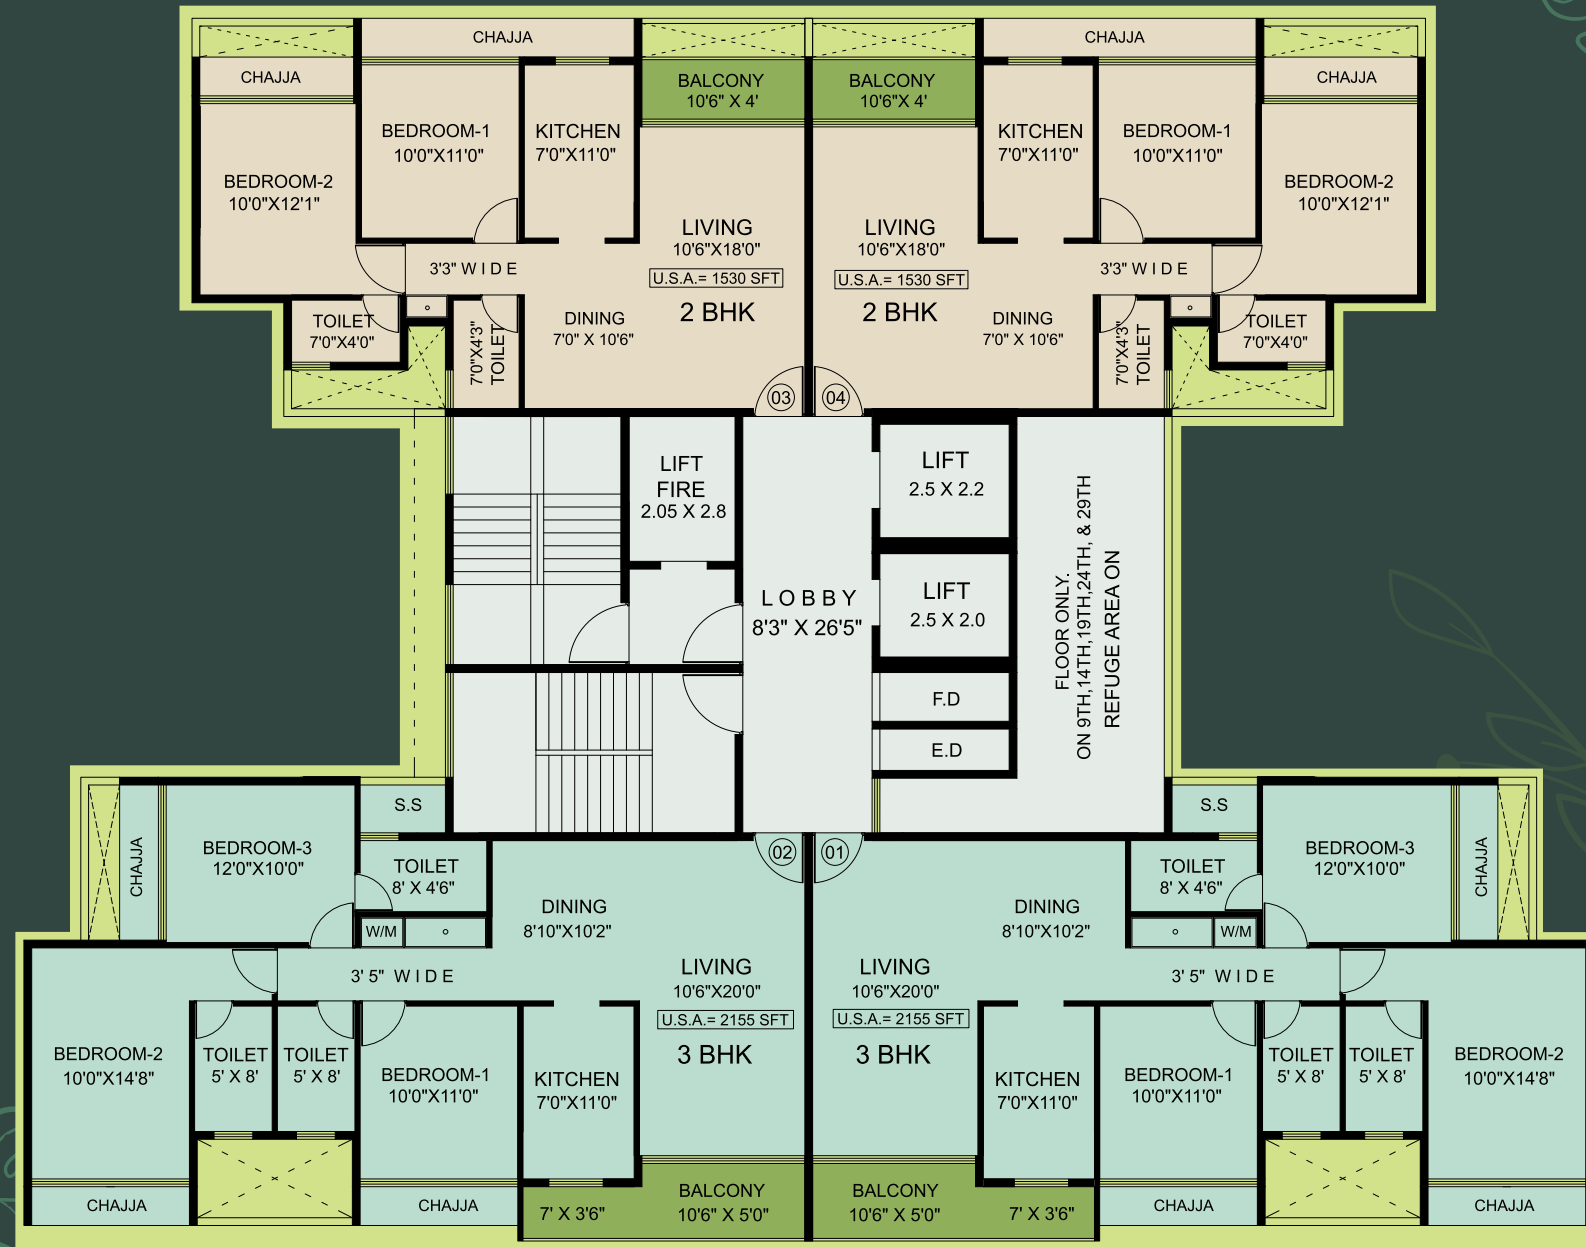 CHAJJA
CHAJJA
CHAJJA
CHAJJA
BALCONY
10'6" X 4'
BALCONY
10'6"X 4'
BEDROOM-1
10'0"X11'0"
KITCHEN
7'0"X11'0"
KITCHEN
7'0"X11'0"
BEDROOM-1
10'0"X11'0"
BEDROOM-2
10'0"X12'1"
BEDROOM-2
10'0"X12'1"
LIVING
10'6"X18'0"
U.S.A.= 1530 SFT
2 BHK
LIVING
10'6"X18'0"
U.S.A.= 1530 SFT
2 BHK
3'3" W I D E
3'3" W I D E
TOILET
7'0"X4'0"
7'0"X4'3"
TOILET
DINING
7'0" X 10'6"
DINING
7'0" X 10'6"
7'0"X4'3"
TOILET
TOILET
7'0"X4'0"
03
04
LIFT
FIRE
2.05 X 2.8
LIFT
2.5 X 2.2
LIFT
2.5 X 2.0
L O B B Y
8'3" X 26'5"
FLOOR ONLY.
ON 9TH,14TH,19TH,24TH, & 29TH
REFUGE AREA ON
F.D
E.D
S.S
S.S
CHAJJA
BEDROOM-3
12'0"X10'0"
TOILET
8' X 4'6"
02
01
TOILET
8' X 4'6"
BEDROOM-3
12'0"X10'0"
CHAJJA
W/M
DINING
8'10"X10'2"
DINING
8'10"X10'2"
W/M
3' 5" W I D E
3' 5" W I D E
LIVING
10'6"X20'0"
U.S.A.= 2155 SFT
3 BHK
LIVING
10'6"X20'0"
U.S.A.= 2155 SFT
3 BHK
BEDROOM-2
10'0"X14'8"
TOILET
5' X 8'
TOILET
5' X 8'
BEDROOM-1
10'0"X11'0"
KITCHEN
7'0"X11'0"
KITCHEN
7'0"X11'0"
BEDROOM-1
10'0"X11'0"
TOILET
5' X 8'
TOILET
5' X 8'
BEDROOM-2
10'0"X14'8"
CHAJJA
CHAJJA
7' X 3'6"
BALCONY
10'6" X 5'0"
BALCONY
10'6" X 5'0"
7' X 3'6"
CHAJJA
CHAJJA